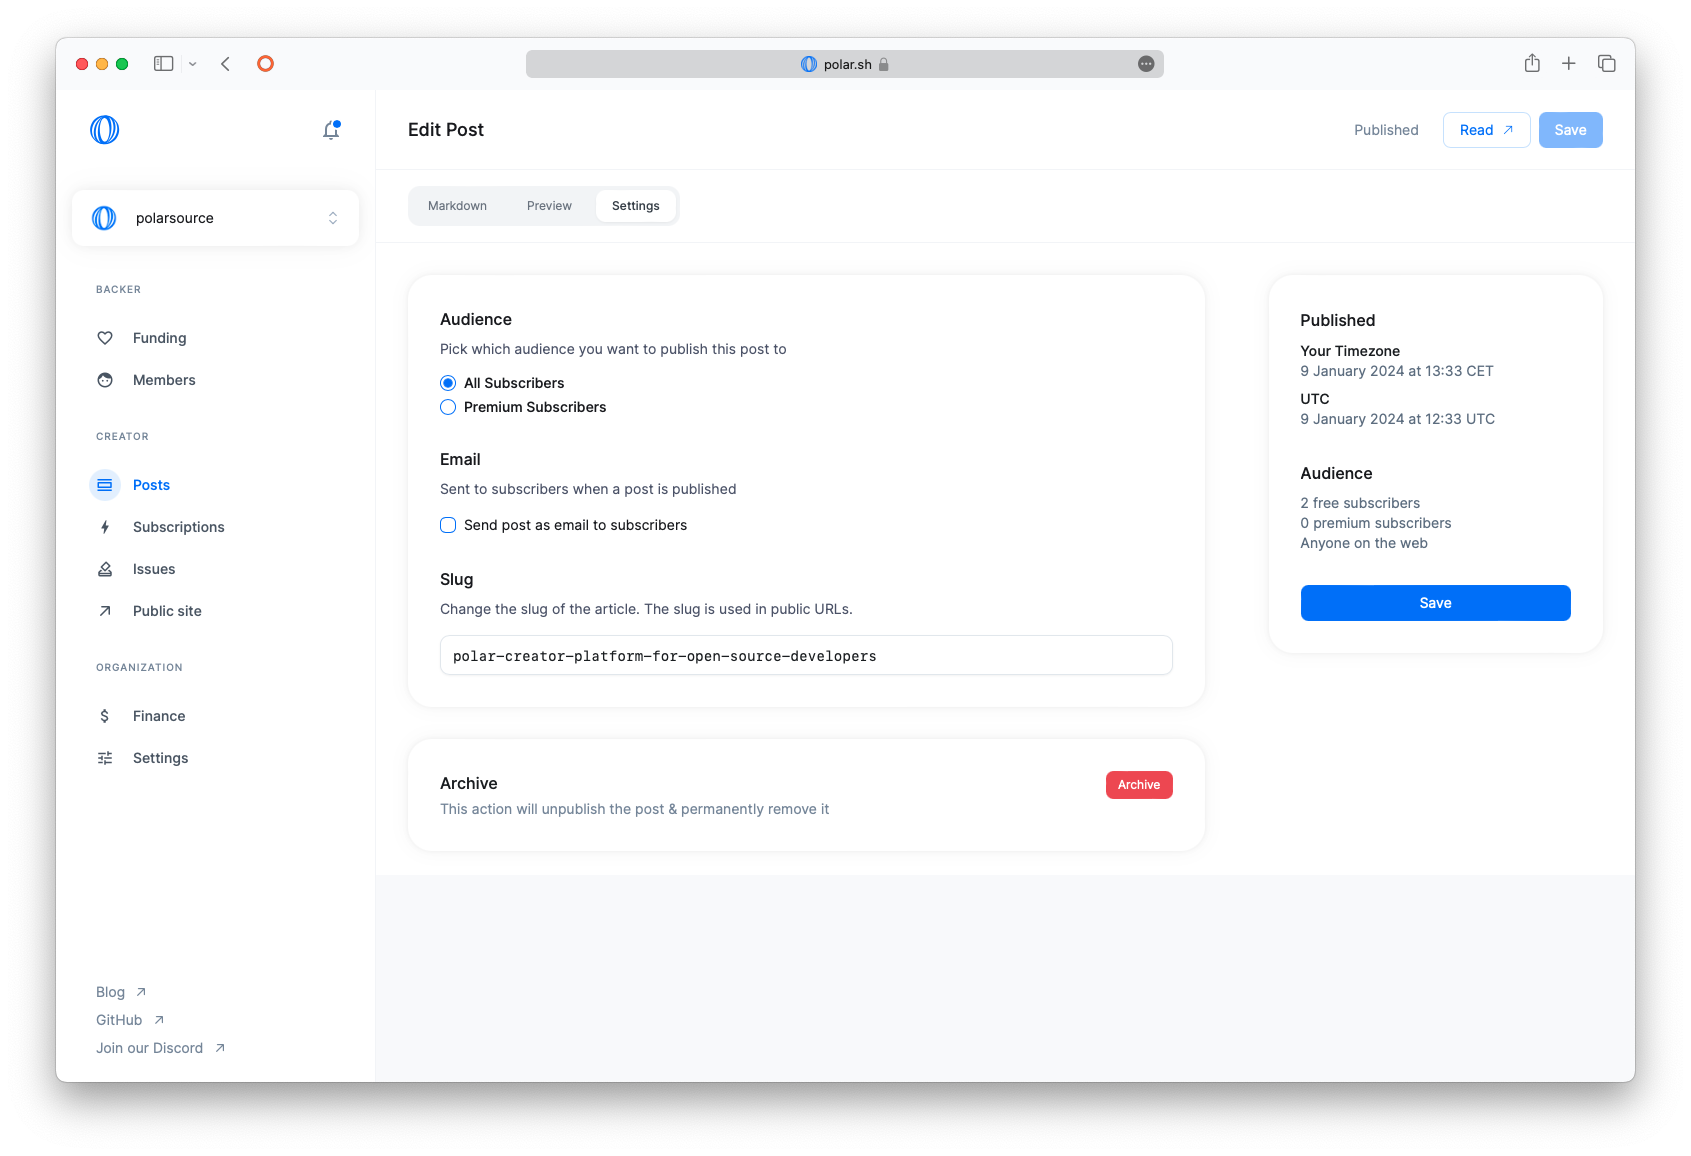 polar.sh
Edit Post
Published
Read
Save
polarsource
Markdown
Preview
Settings
BACKER
Funding
Members
CREATOR
Posts
Subscriptions
Issues
Public site
ORGANIZATION
Finance
Settings
Blog
GitHub
Join our Discord
Audience
Pick which audience you want to publish this post to
All Subscribers
Premium Subscribers
Email
Sent to subscribers when a post is published
Send post as email to subscribers
Slug
Change the slug of the article. The slug is used in public URLs.
polar-creator-platform-for-open-source-developers
Archive
This action will unpublish the post & permanently remove it
Archive
Published
Your Timezone
9 January 2024 at 13:33 CET
UTC
9 January 2024 at 12:33 UTC
Audience
2 free subscribers
0 premium subscribers
Anyone on the web
Save